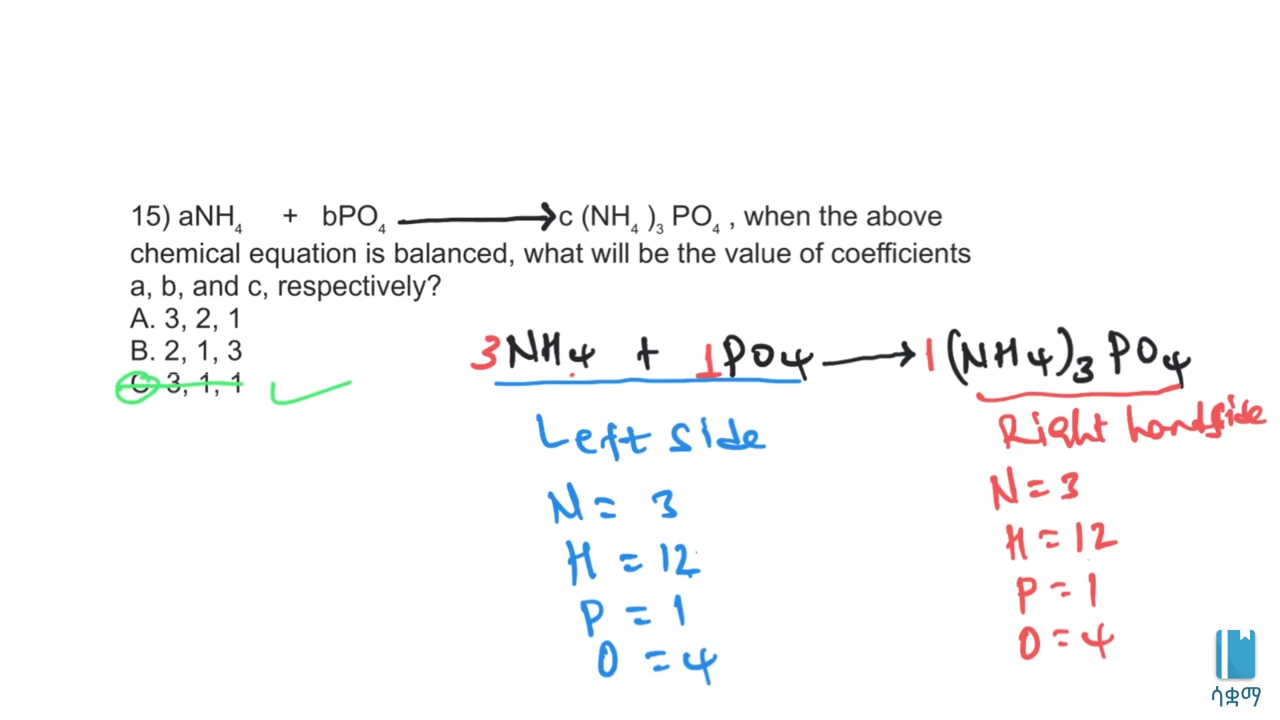 15) aNH₄ + bPO₄ ⟶ c (NH₄)₃ PO₄ , when the above
chemical equation is balanced, what will be the value of coefficients
a, b, and c, respectively?
A. 3, 2, 1
B. 2, 1, 3
C 3, 1, 1
3NH₄ + 1PO₄ ⟶ 1(NH₄)₃ PO₄
Left side
N = 3
H = 12
P = 1
O = 4
Right handside
N = 3
H = 12
P = 1
O = 4
ሳቋማ